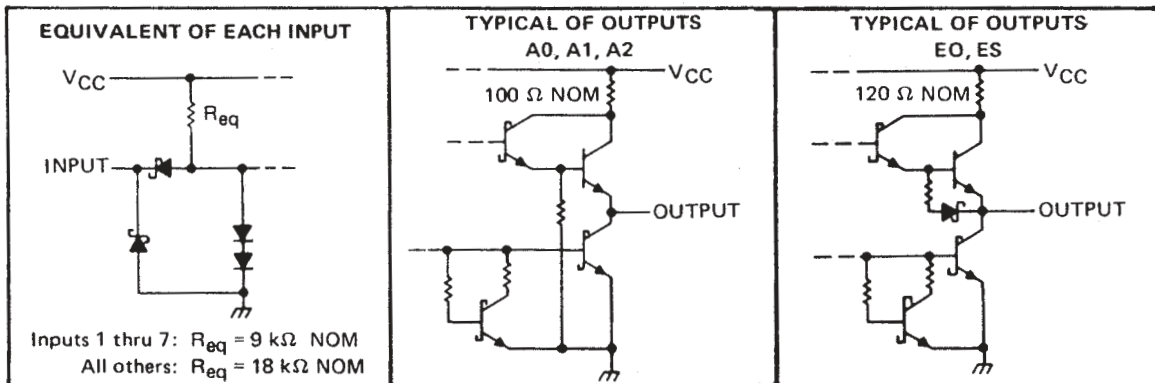 EQUIVALENT OF EACH INPUT
VCC
Req
INPUT
Inputs 1 thru 7: Req = 9 kΩ NOM
All others: Req = 18 kΩ NOM
TYPICAL OF OUTPUTS
A0, A1, A2
VCC
100 Ω NOM
OUTPUT
TYPICAL OF OUTPUTS
EO, ES
VCC
120 Ω NOM
OUTPUT